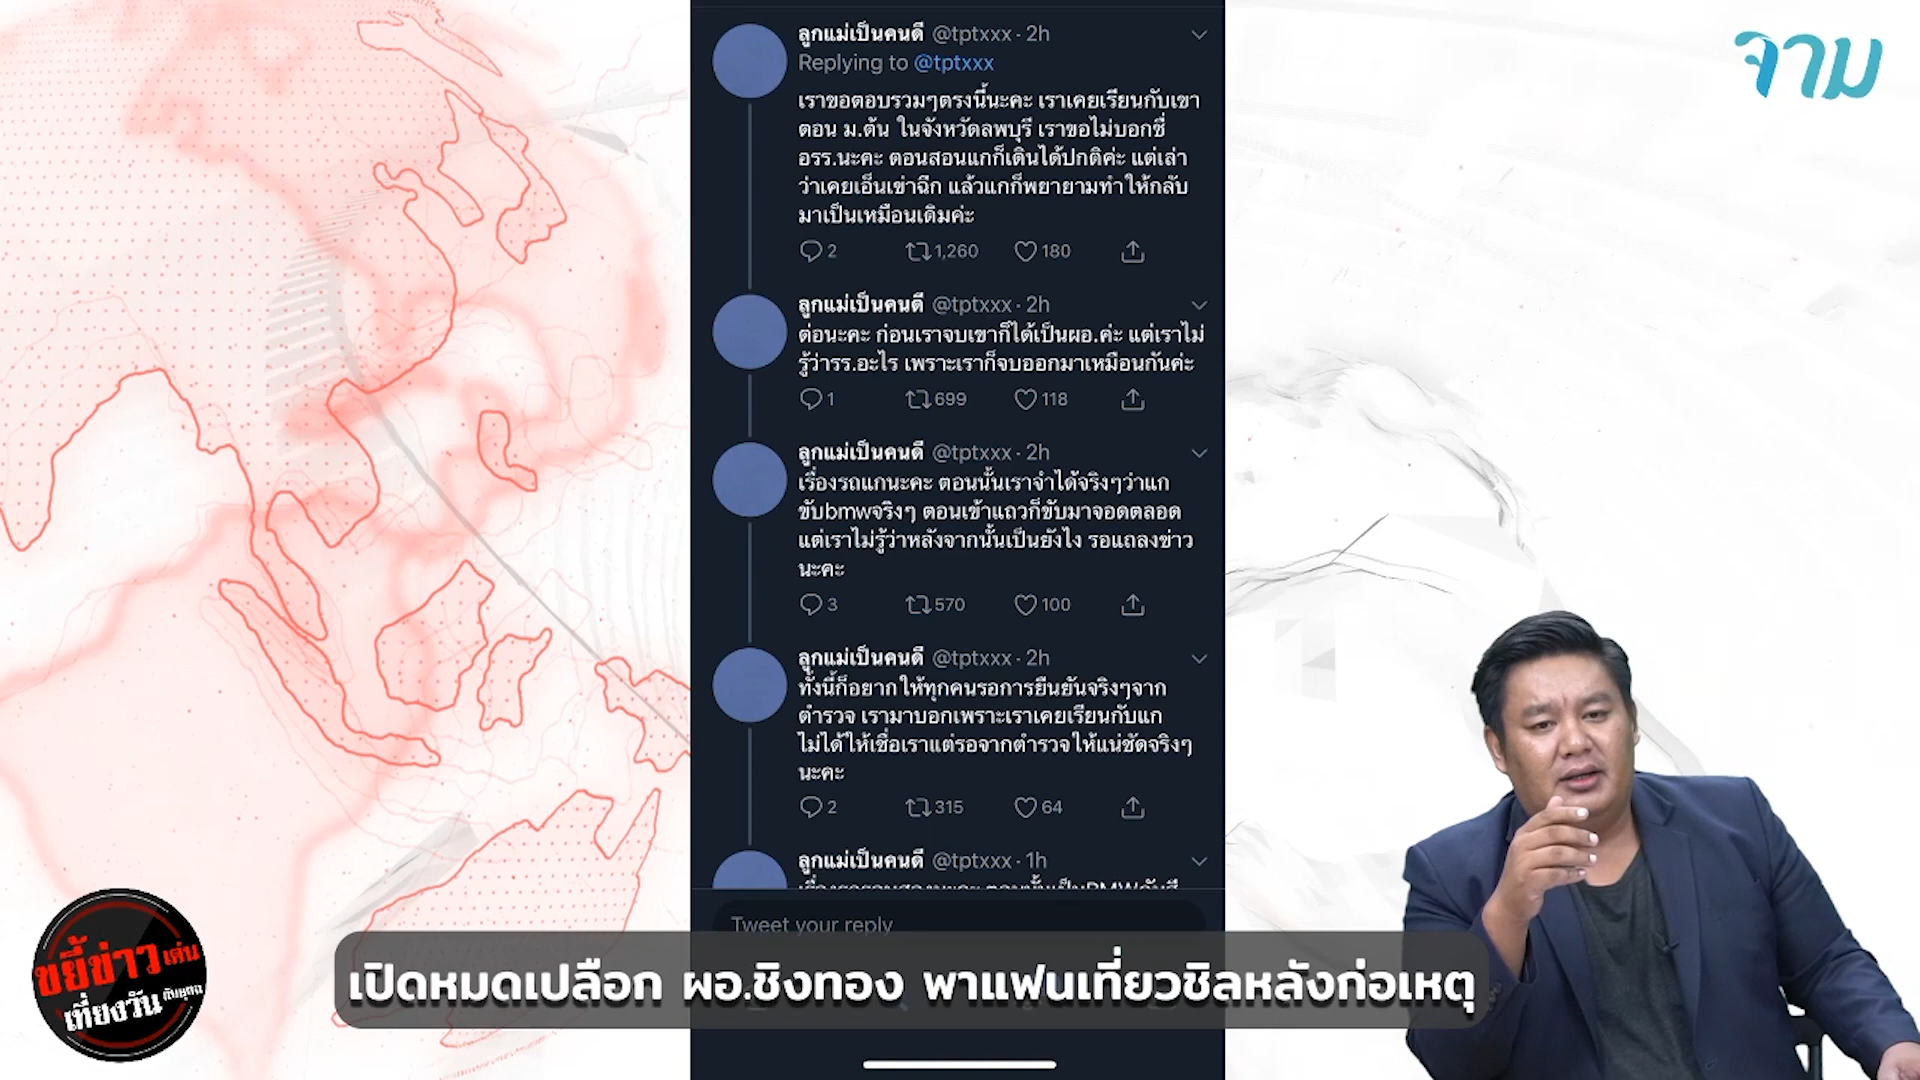 ลูกแม่เป็นคนดี @tptxxx · 2h
Replying to @tptxxx
เราขอตอบรวมๆตรงนี้นะคะ เราเคยเรียนกับเขา
ตอน ม.ต้น ในจังหวัดลพบุรี เราขอไม่บอกชื่
อรร.นะคะ ตอนสอนแกก็เดินได้ปกติค่ะ แต่เล่า
ว่าเคยเอ็นเข่าฉีก แล้วแกก็พยายามทำให้กลับ
มาเป็นเหมือนเดิมค่ะ
2 1,260 180
ลูกแม่เป็นคนดี @tptxxx · 2h
ต่อนะคะ ก่อนเราจบเขาก็ได้เป็นผอ.ค่ะ แต่เราไม่
รู้ว่ารร.อะไร เพราะเราก็จบออกมาเหมือนกันค่ะ
1 699 118
ลูกแม่เป็นคนดี @tptxxx · 2h
เรื่องรถแกนะคะ ตอนนั้นเราจำได้จริงๆว่าแก
ขับbmwจริงๆ ตอนเข้าแถวก็ขับมาจอดตลอด
แต่เราไม่รู้ว่าหลังจากนั้นเป็นยังไง รอแถลงข่าว
นะคะ
3 570 100
ลูกแม่เป็นคนดี @tptxxx · 2h
ทั้งนี้ก็อยากให้ทุกคนรอการยืนยันจริงๆจาก
ตำรวจ เรามาบอกเพราะเราเคยเรียนกับแก
ไม่ได้ให้เชื่อเราแต่รอจากตำรวจให้แน่ชัดจริงๆ
นะคะ
2 315 64
ลูกแม่เป็นคนดี @tptxxx · 1h
Tweet your reply
เปิดหมดเปลือก ผอ.ชิงทอง พาแฟนเที่ยวชิลหลังก่อเหตุ
จาม
ขยี้ข่าวเด่น
เที่ยงวัน